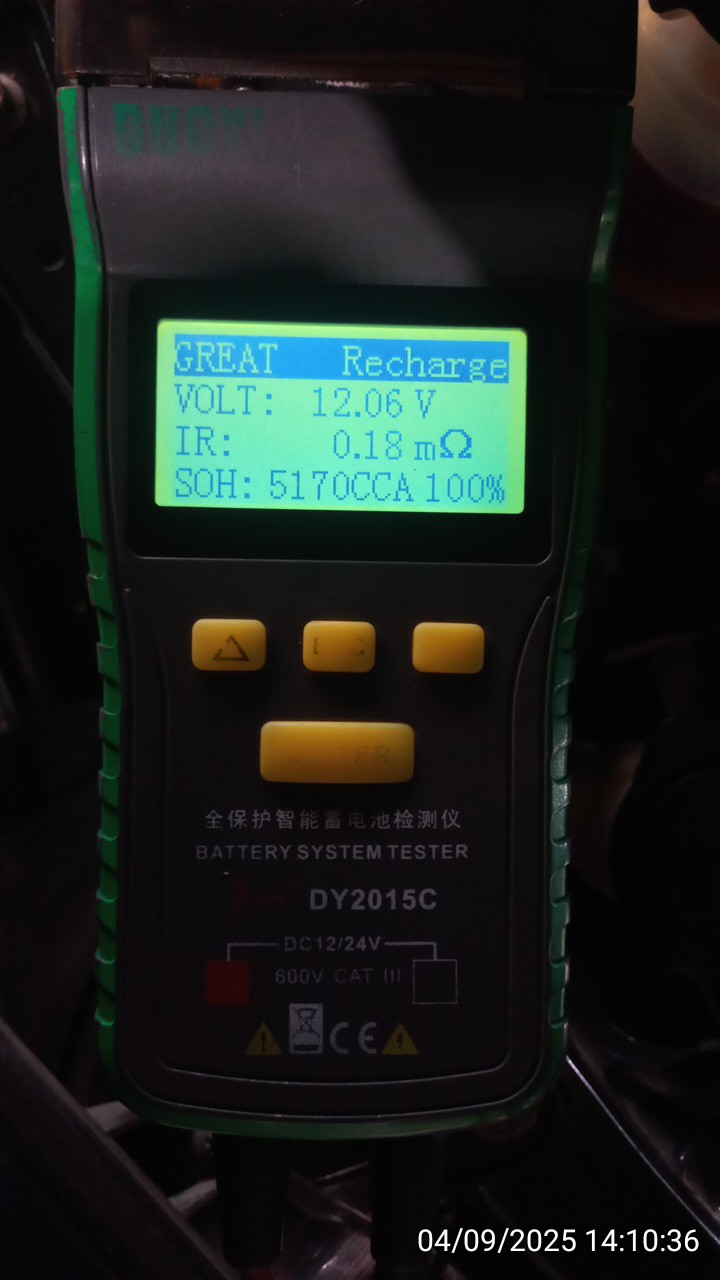 DUOYI
GREAT Recharge
VOLT: 12.06 V
IR: 0.18 mΩ
SOH: 5170CCA 100%
全保护智能蓄电池检测仪
BATTERY SYSTEM TESTER
DY2015C
DC12/24V
600V CAT III
CE
04/09/2025 14:10:36